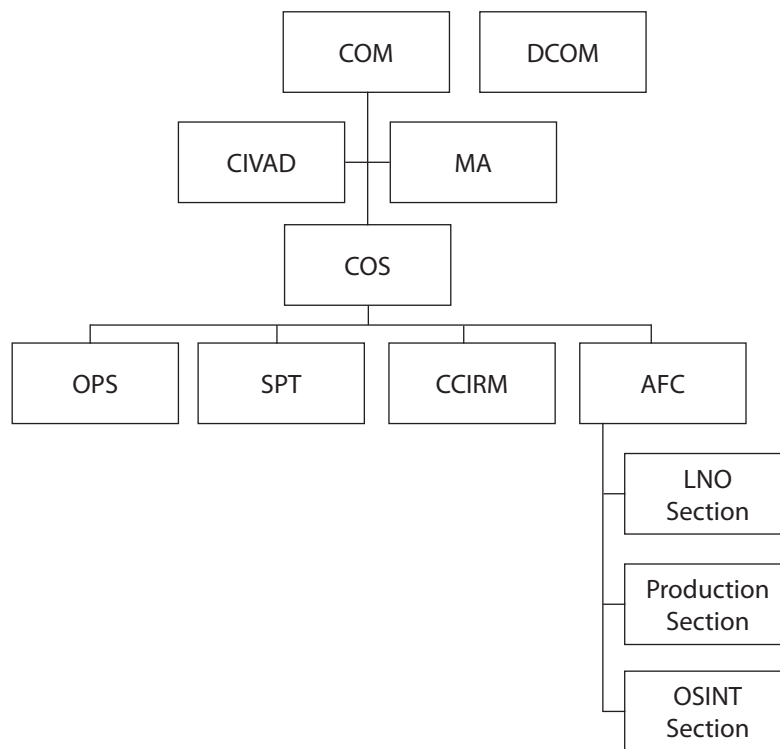 COM
DCOM
CIVAD
MA
COS
OPS
SPT
CCIRM
AFC
LNO
Section
Production
Section
OSINT
Section